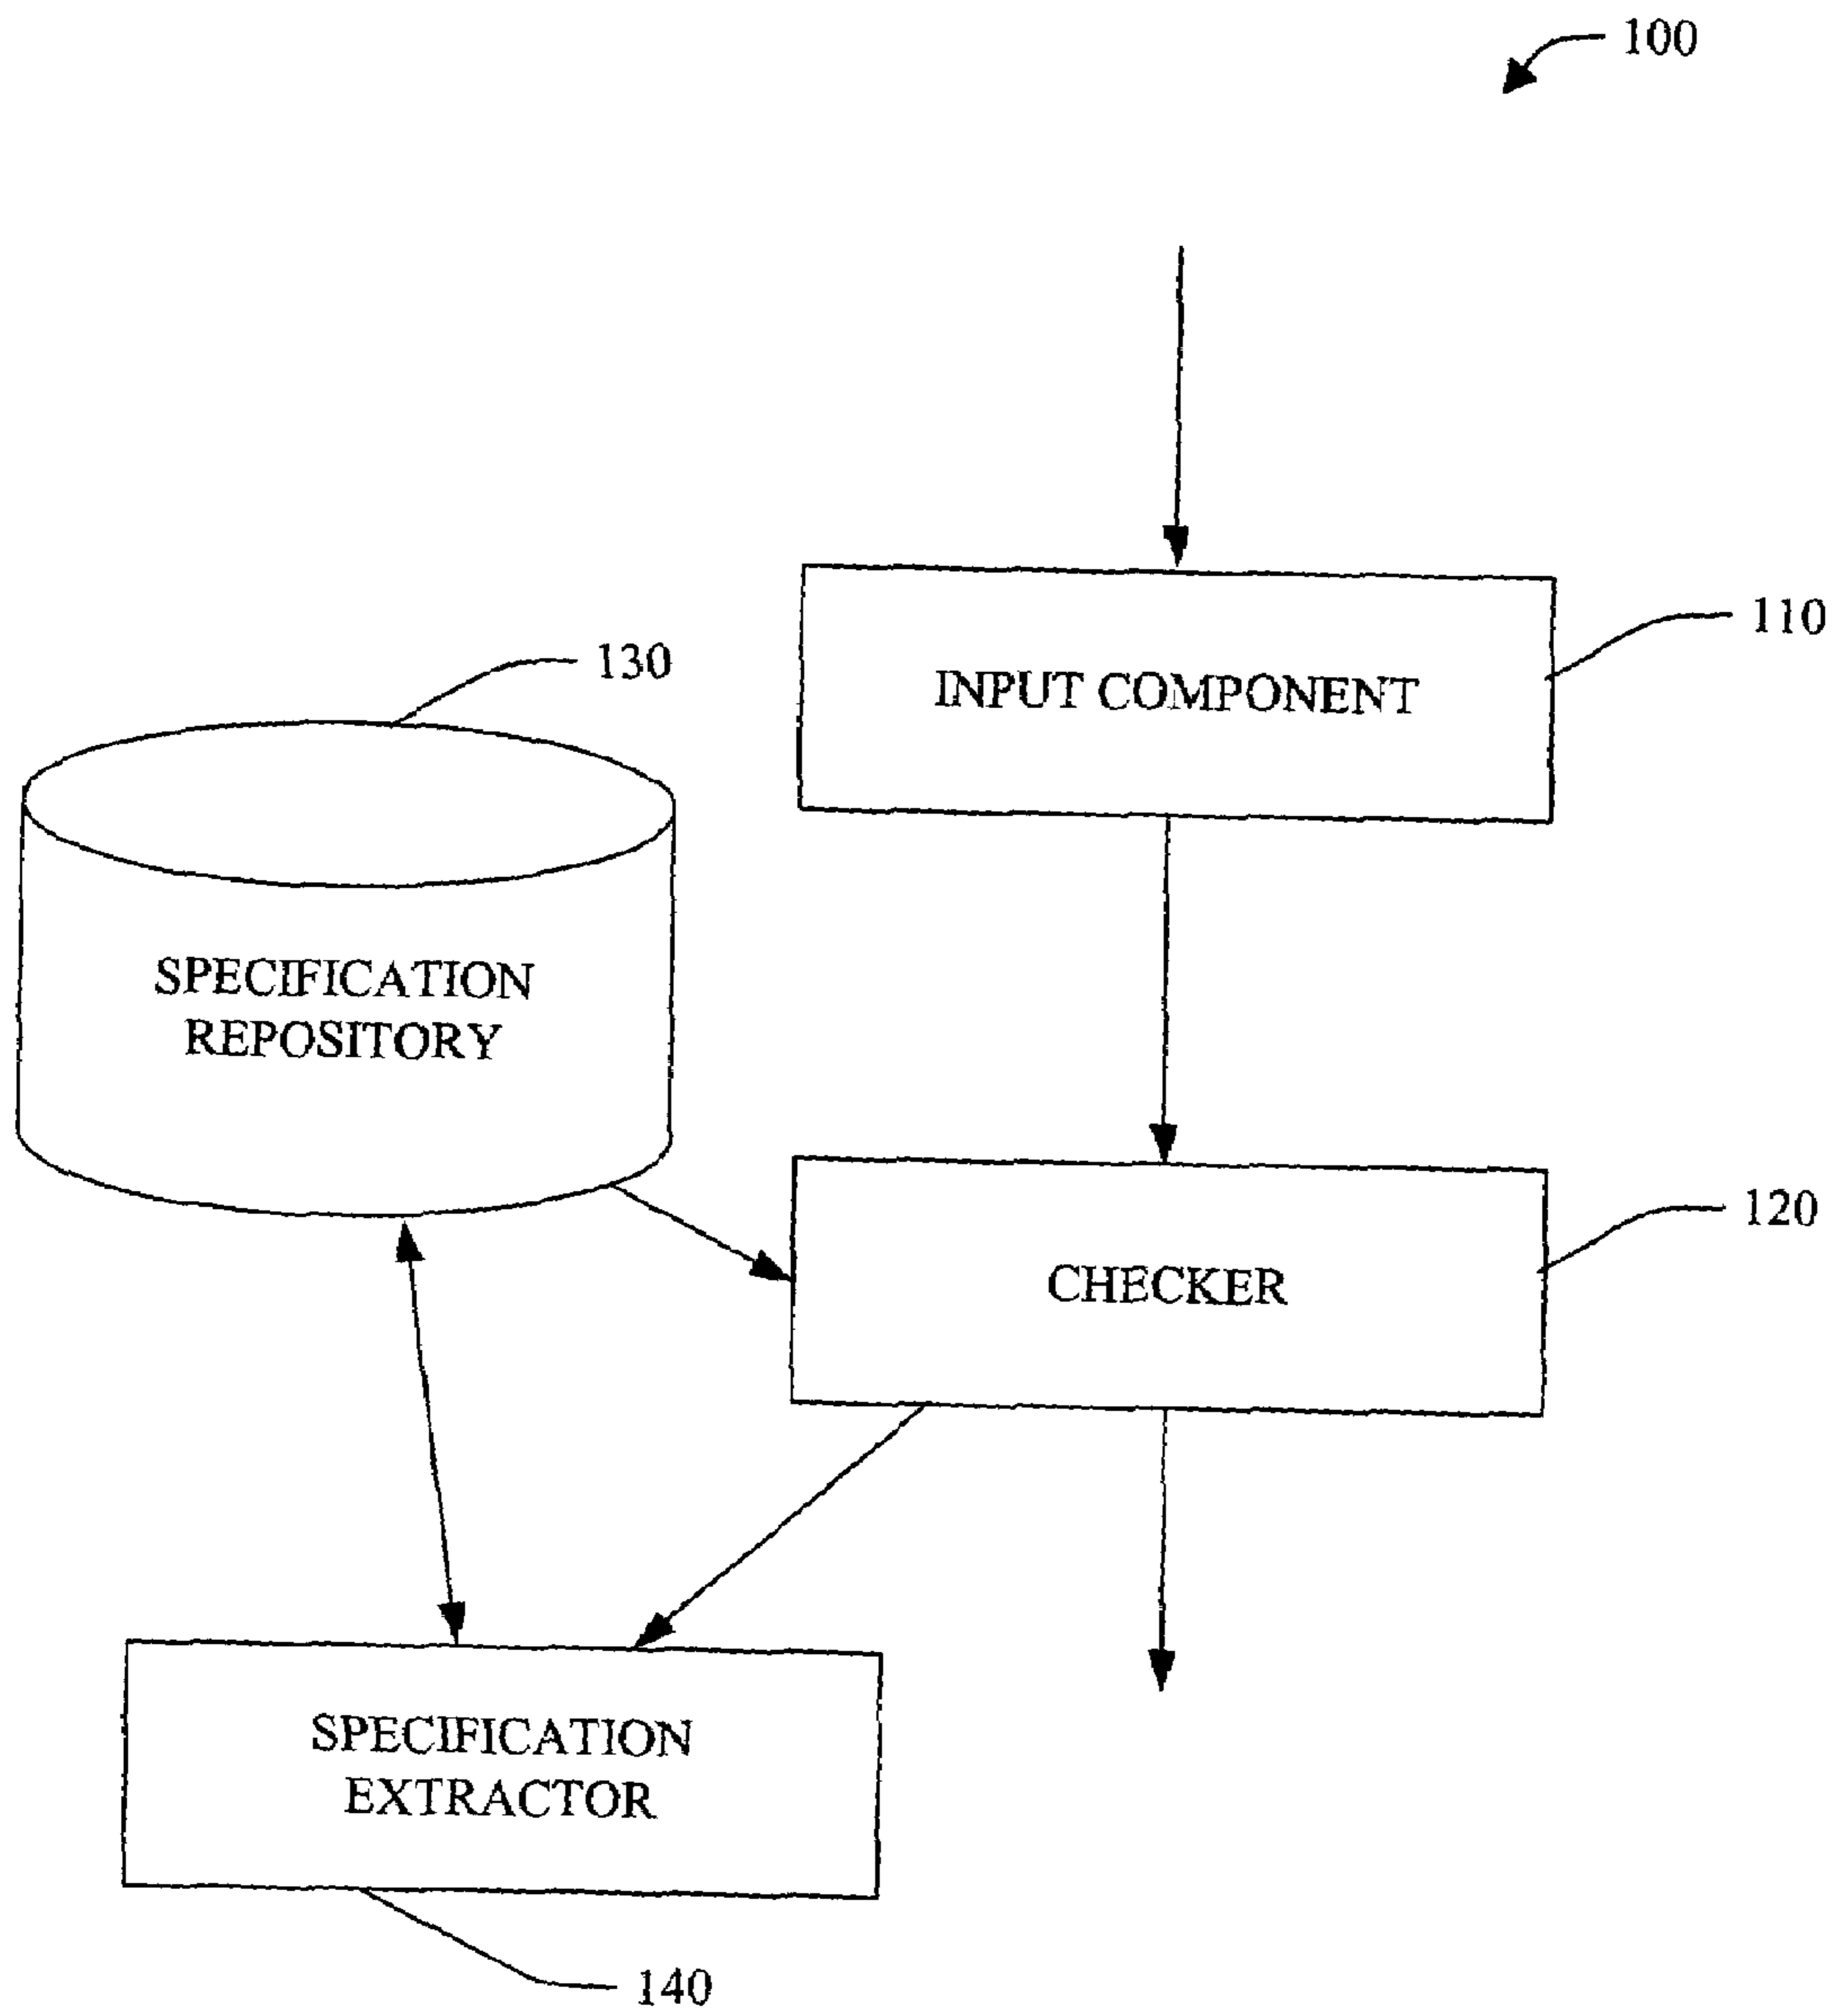 100
110
INPUT COMPONENT
130
SPECIFICATION
REPOSITORY
120
CHECKER
SPECIFICATION
EXTRACTOR
140